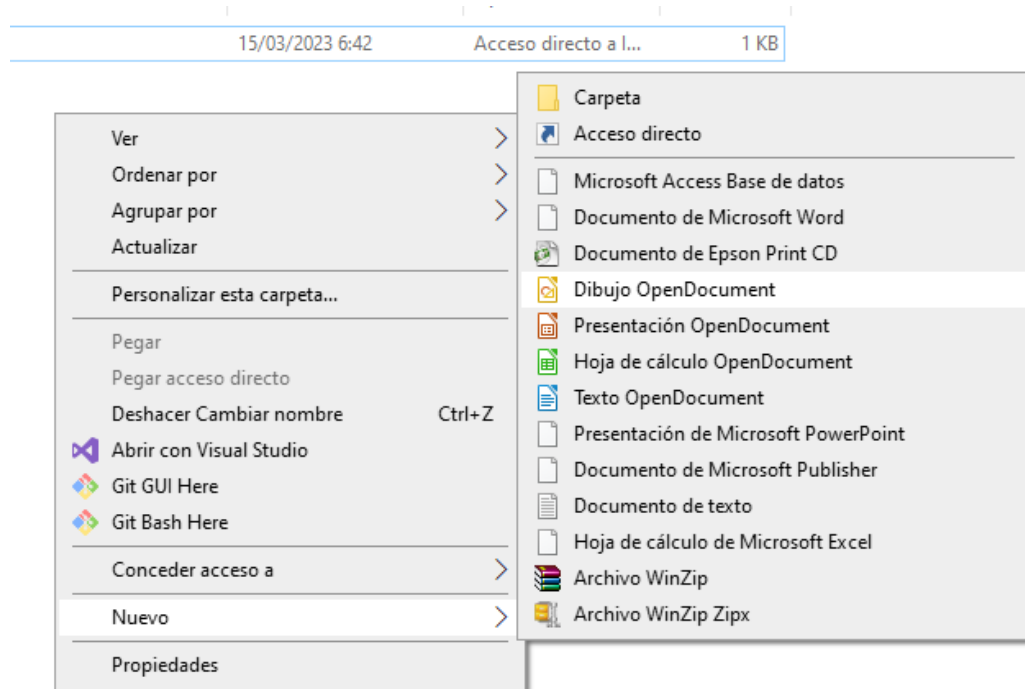 15/03/2023 6:42 Acceso directo a l... 1 KB
Ver
Ordenar por
Agrupar por
Actualizar
Personalizar esta carpeta...
Pegar
Pegar acceso directo
Deshacer Cambiar nombre Ctrl+Z
Abrir con Visual Studio
Git GUI Here
Git Bash Here
Conceder acceso a
Nuevo
Propiedades
Carpeta
Acceso directo
Microsoft Access Base de datos
Documento de Microsoft Word
Documento de Epson Print CD
Dibujo OpenDocument
Presentación OpenDocument
Hoja de cálculo OpenDocument
Texto OpenDocument
Presentación de Microsoft PowerPoint
Documento de Microsoft Publisher
Documento de texto
Hoja de cálculo de Microsoft Excel
Archivo WinZip
Archivo WinZip Zipx